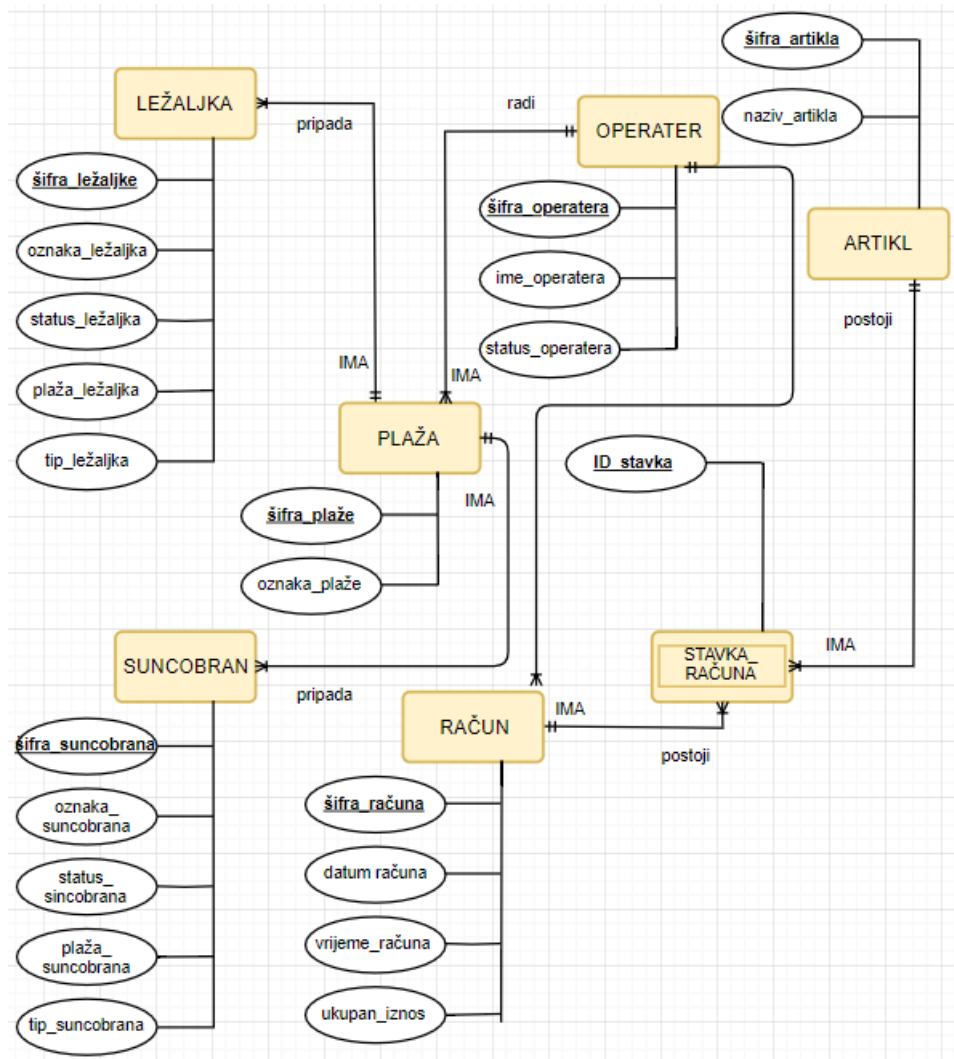 šifra_artikla
LEŽALJKA
pripada
radi
OPERATER
naziv_artikla
šifra_ležaljke
šifra_operatera
oznaka_ležaljka
ime_operatera
ARTIKL
status_ležaljka
status_operatera
postoji
plaža_ležaljka
IMA
IMA
PLAŽA
tip_ležaljka
ID_stavka
IMA
šifra_plaže
oznaka_plaže
SUNCOBRAN
pripada
STAVKA_
RAČUNA
IMA
IMA
RAČUN
postoji
šifra_suncobrana
šifra_računa
oznaka_
suncobrana
datum računa
status_
sincobrana
vrijeme_računa
plaža_
suncobrana
ukupan_iznos
tip_suncobrana